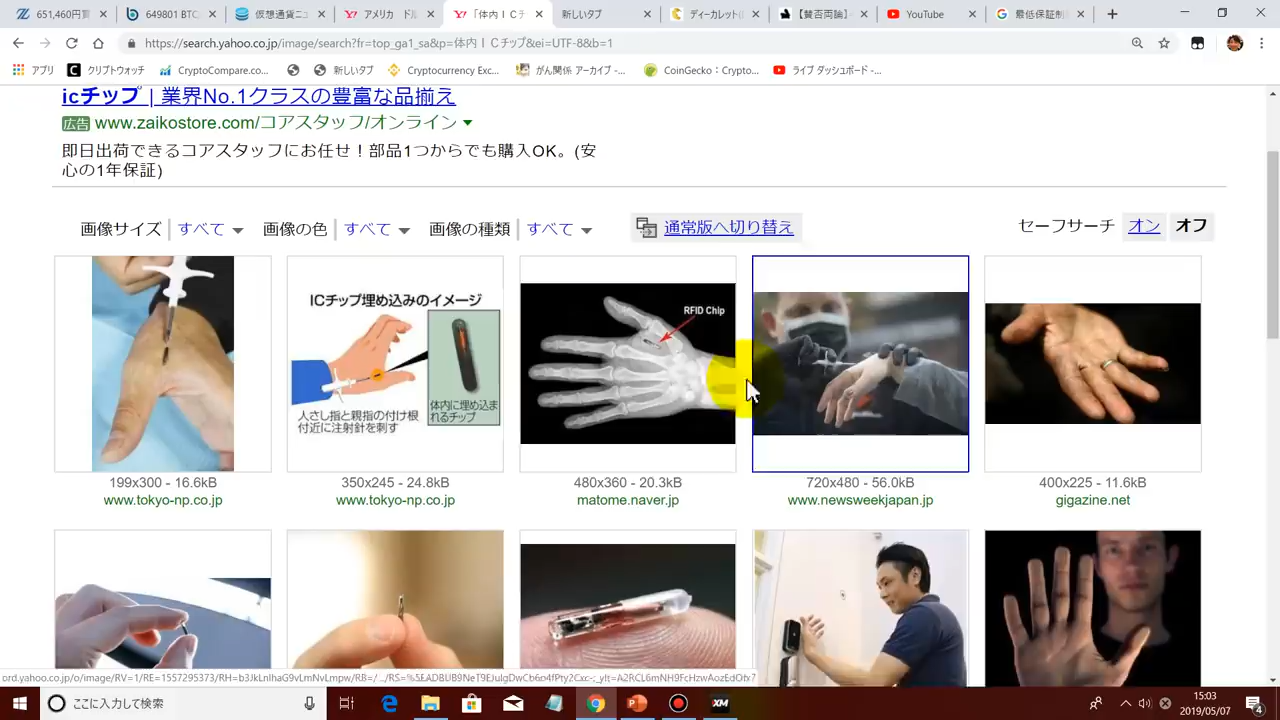 651,460円
649801 BTC
仮想通貨ニュ
アメリカ ドル
「体内ICチップ
新しいタブ
ディーカレット(D
【賛否両論】
YouTube
最低保証制
https://search.yahoo.co.jp/image/search?fr=top_ga1_sa&p=体内ＩＣチップ&ei=UTF-8&b=1
アプリ
クリプトウォッチ
CryptoCompare.co...
新しいタブ
Cryptocurrency Exc...
がん関係 アーカイブ -...
CoinGecko：Crypto...
ライブ ダッシュボード -...
icチップ | 業界No.1クラスの豊富な品揃え
広告 www.zaikostore.com/コアスタッフ/オンライン
即日出荷できるコアスタッフにお任せ！部品1つからでも購入OK。(安
心の1年保証)
画像サイズ すべて 画像の色 すべて 画像の種類 すべて 通常版へ切り替え セーフサーチ オン オフ
ICチップ埋め込みのイメージ
人さし指と親指の付け根
付近に注射針を刺す
体内に埋め込ま
れるチップ
RFID Chip
199x300 - 16.6kB
www.tokyo-np.co.jp
350x245 - 24.8kB
www.tokyo-np.co.jp
480x360 - 20.3kB
matome.naver.jp
720x480 - 56.0kB
www.newsweekjapan.jp
400x225 - 11.6kB
gigazine.net
ここに入力して検索
XM
15:03
2019/05/07
4